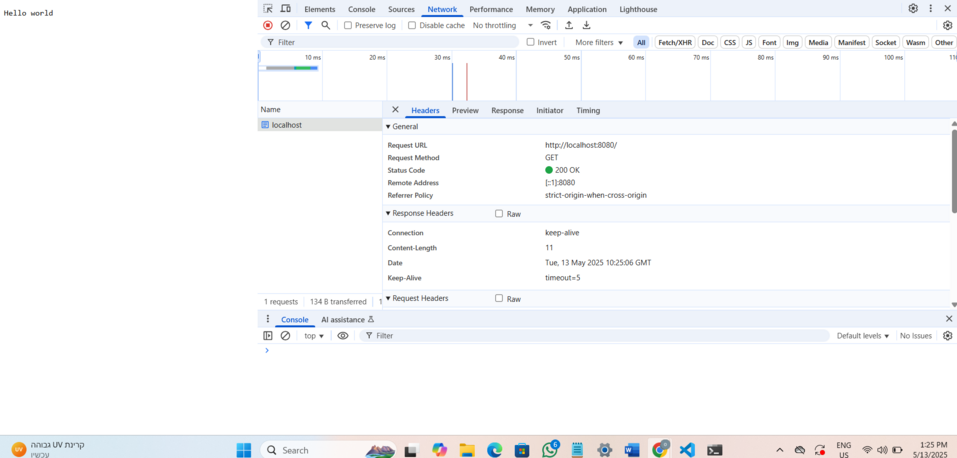 Hello world
Elements Console Sources Network Performance Memory Application Lighthouse
Preserve log Disable cache No throttling
Filter Invert More filters All Fetch/XHR Doc CSS JS Font Img Media Manifest Socket Wasm Other
10 ms 20 ms 30 ms 40 ms 50 ms 60 ms 70 ms 80 ms 90 ms 100 ms
Name
localhost
1 requests 134 B transferred
Headers Preview Response Initiator Timing
General
Request URL http://localhost:8080/
Request Method GET
Status Code 200 OK
Remote Address [::1]:8080
Referrer Policy strict-origin-when-cross-origin
Response Headers Raw
Connection keep-alive
Content-Length 11
Date Tue, 13 May 2025 10:25:06 GMT
Keep-Alive timeout=5
Request Headers Raw
Console AI assistance
top Filter Default levels No Issues
UV
קרינת UV גבוהה
עכשיו
Search
6
ENG
US
1:25 PM
5/13/2025